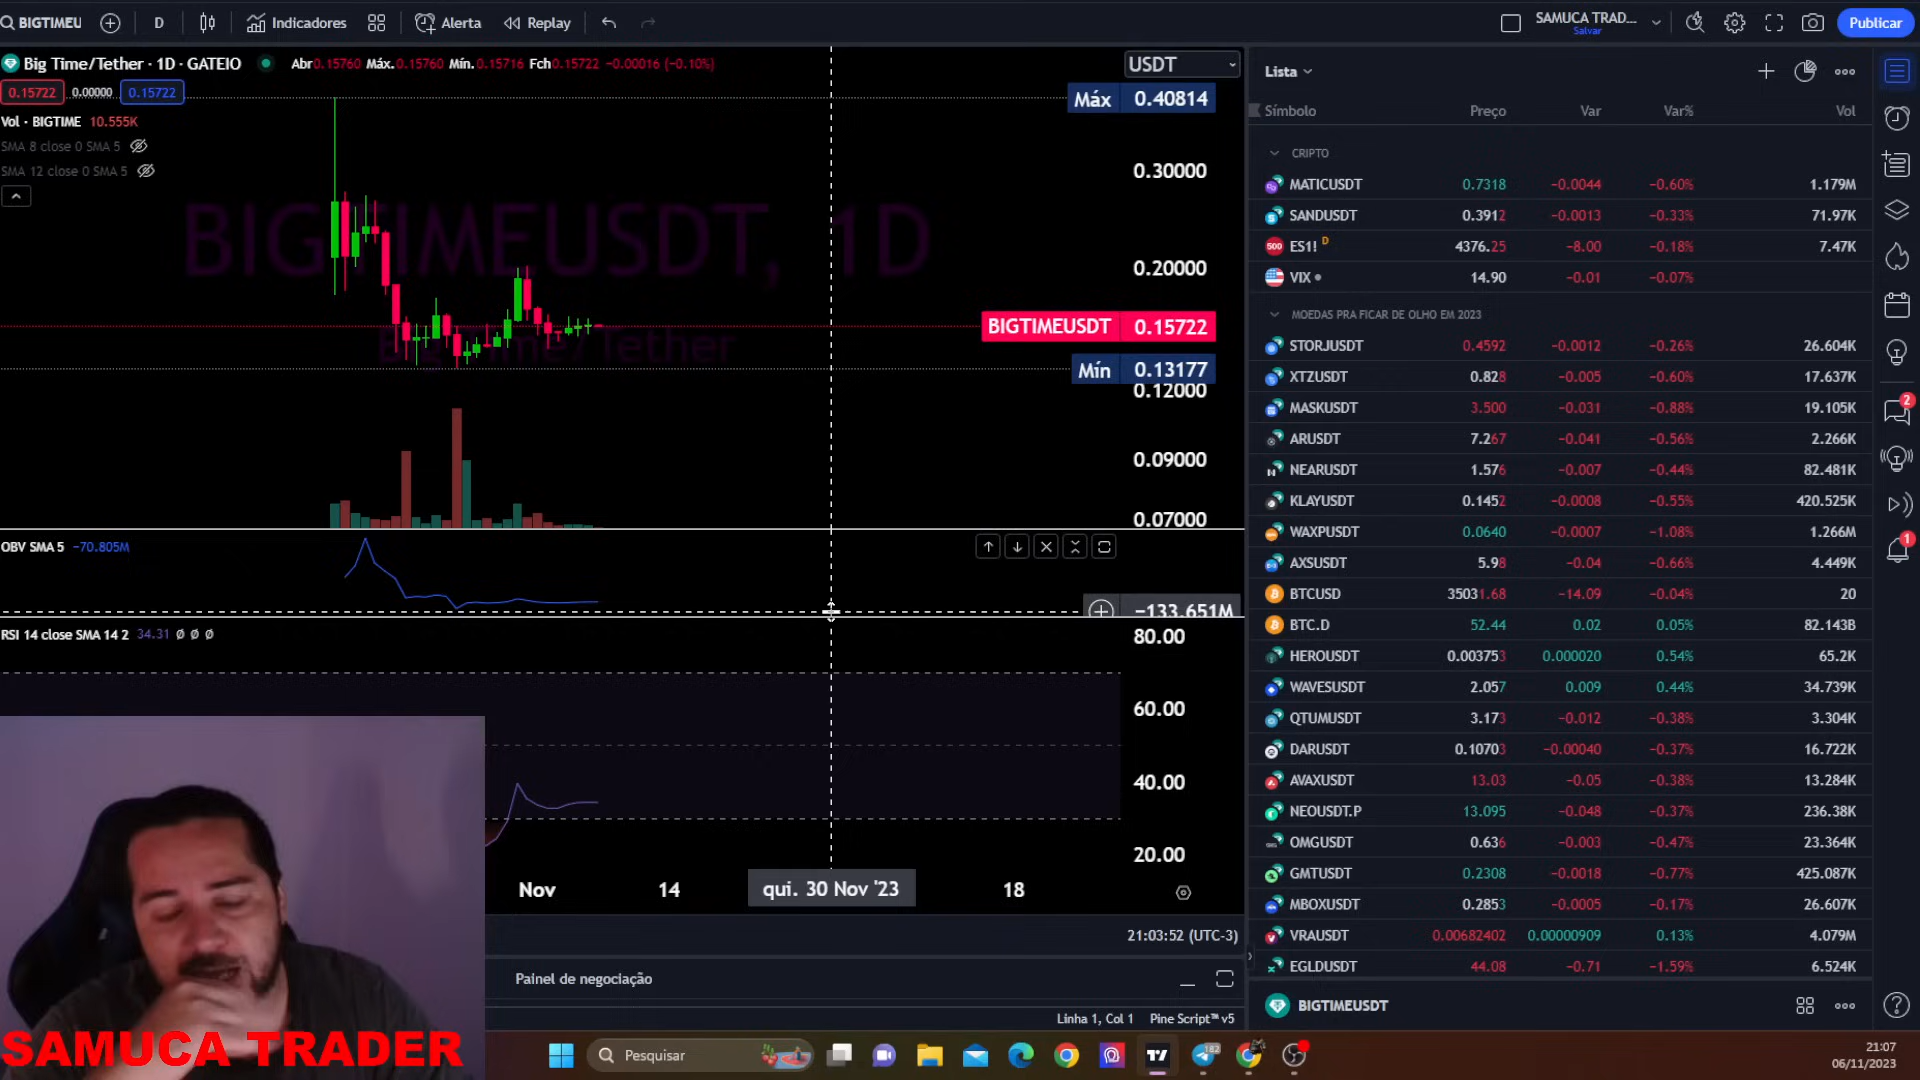 BIGTIMEU D Indicadores Alerta Replay SAMUCA TRAD... Salvar Publicar
Big Time/Tether · 1D · GATEIO Abr0.15760 Máx.0.15760 Mín.0.15716 Fch0.15722 −0.00016 (−0.10%) USDT
0.15722 0.00000 0.15722
Máx 0.40814
Vol · BIGTIME 10.555K
SMA 8 close 0 SMA 5
SMA 12 close 0 SMA 5
0.30000
BIGTIMEUSDT, 1D
Big Time/Tether
0.20000
BIGTIMEUSDT 0.15722
Mín 0.13177
0.12000
0.09000
0.07000
OBV SMA 5 −70.805M
−133.651M
RSI 14 close SMA 14 2 34.31 Ø Ø Ø
80.00
60.00
40.00
20.00
Nov 14 qui. 30 Nov '23 18
21:03:52 (UTC-3)
Painel de negociação
Linha 1, Col 1 Pine Script™ v5
Lista
Símbolo Preço Var Var% Vol
CRIPTO
MATICUSDT 0.7318 −0.0044 −0.60% 1.179M
SANDUSDT 0.3912 −0.0013 −0.33% 71.97K
500 ES1! D 4376.25 −8.00 −0.18% 7.47K
VIX 14.90 −0.01 −0.07%
MOEDAS PRA FICAR DE OLHO EM 2023
STORJUSDT 0.4592 −0.0012 −0.26% 26.604K
XTZUSDT 0.828 −0.005 −0.60% 17.637K
MASKUSDT 3.500 −0.031 −0.88% 19.105K
ARUSDT 7.267 −0.041 −0.56% 2.266K
NEARUSDT 1.576 −0.007 −0.44% 82.481K
KLAYUSDT 0.1452 −0.0008 −0.55% 420.525K
WAXPUSDT 0.0640 −0.0007 −1.08% 1.266M
AXSUSDT 5.98 −0.04 −0.66% 4.449K
BTCUSD 35031.68 −14.09 −0.04% 20
BTC.D 52.44 0.02 0.05% 82.143B
HEROUSDT 0.003753 0.000020 0.54% 65.2K
WAVESUSDT 2.057 0.009 0.44% 34.739K
QTUMUSDT 3.173 −0.012 −0.38% 3.304K
DARUSDT 0.10703 −0.00040 −0.37% 16.722K
AVAXUSDT 13.03 −0.05 −0.38% 13.284K
NEOUSDT.P 13.095 −0.048 −0.37% 236.38K
OMGUSDT 0.636 −0.003 −0.47% 23.364K
GMTUSDT 0.2308 −0.0018 −0.77% 425.087K
MBOXUSDT 0.2853 −0.0005 −0.17% 26.607K
VRAUSDT 0.00682402 0.00000909 0.13% 4.079M
EGLDUSDT 44.08 −0.71 −1.59% 6.524K
BIGTIMEUSDT
2
1
SAMUCA TRADER
Pesquisar
182
21:07
06/11/2023